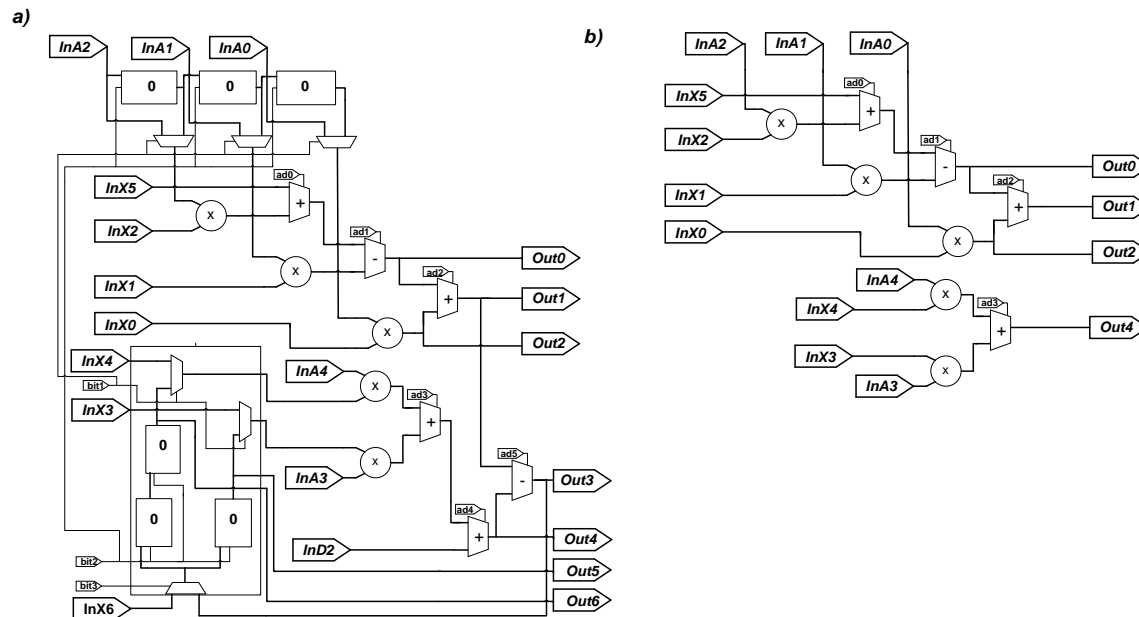 a)
InA2
InA1
InA0
0
0
0
InX5
ad0
+
InX2
x
InX1
x
ad1
-
Out0
ad2
+
Out1
InX0
x
Out2
InX4
bit1
InX3
InA4
x
ad3
+
InA3
x
0
0
0
ad5
-
Out3
ad4
+
InD2
Out4
bit2
Out5
bit3
InX6
Out6
b)
InA2
InA1
InA0
InX5
ad0
+
InX2
x
ad1
-
Out0
InX1
x
ad2
+
Out1
InX0
x
Out2
InA4
InX4
x
ad3
+
Out4
InX3
x
InA3